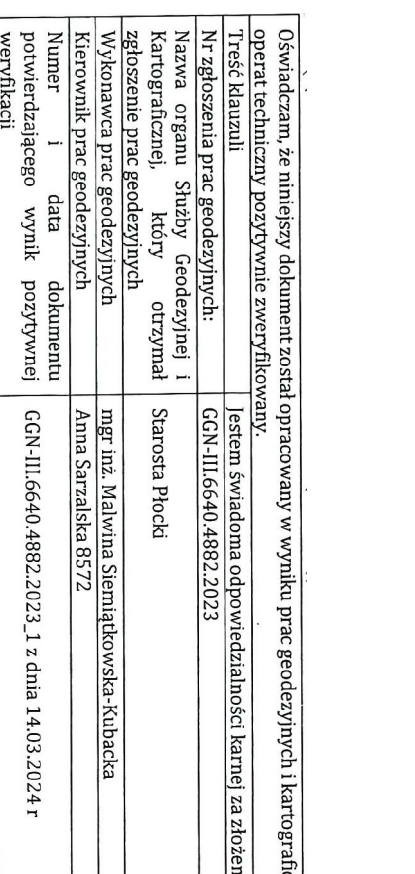 Oświadczam, że niniejszy dokument został opracowany w wyniku prac geodezyjnych i
operat techniczny pozytywnie zweryfikowany.
Treść klauzuli
Jestem świadoma odpowiedzialności karnej za
Nr zgłoszenia prac geodezyjnych:
GGN-III.6640.4882.2023
Nazwa organu Służby Geodezyjnej i
Kartograficznej, który otrzymał
zgłoszenie prac geodezyjnych
Starosta Płocki
Wykonawca prac geodezyjnych
mgr inż. Malwina Siemiątkowska-Kubacka
Kierownik prac geodezyjnych
Anna Sarzalska 8572
Numer i data dokumentu
potwierdzającego wynik pozytywnej
weryfikacji
GGN-III.6640.4882.2023_1 z dnia 14.03.2024 r